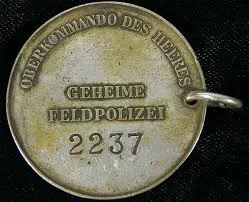 OBERKOMMANDO DES HEERES
GEHEIME
FELDPOLIZEI
2237